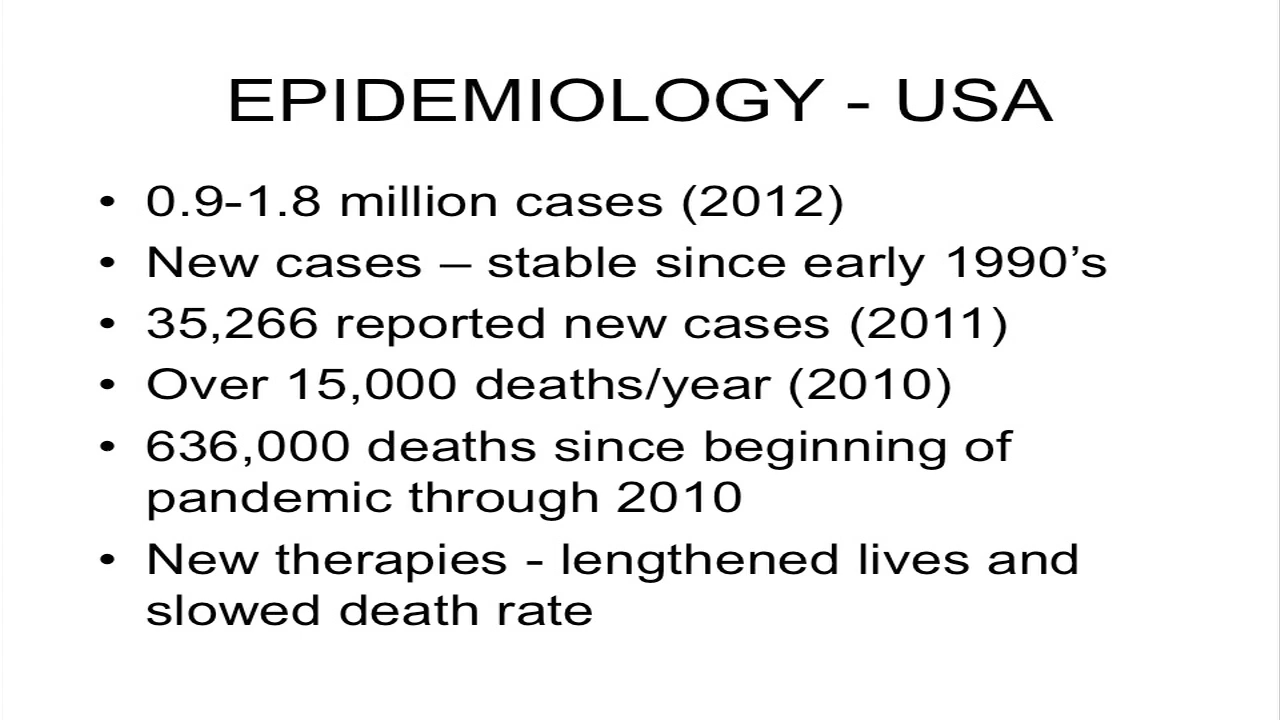 EPIDEMIOLOGY - USA
• 0.9-1.8 million cases (2012)
• New cases – stable since early 1990’s
• 35,266 reported new cases (2011)
• Over 15,000 deaths/year (2010)
• 636,000 deaths since beginning of
pandemic through 2010
• New therapies - lengthened lives and
slowed death rate